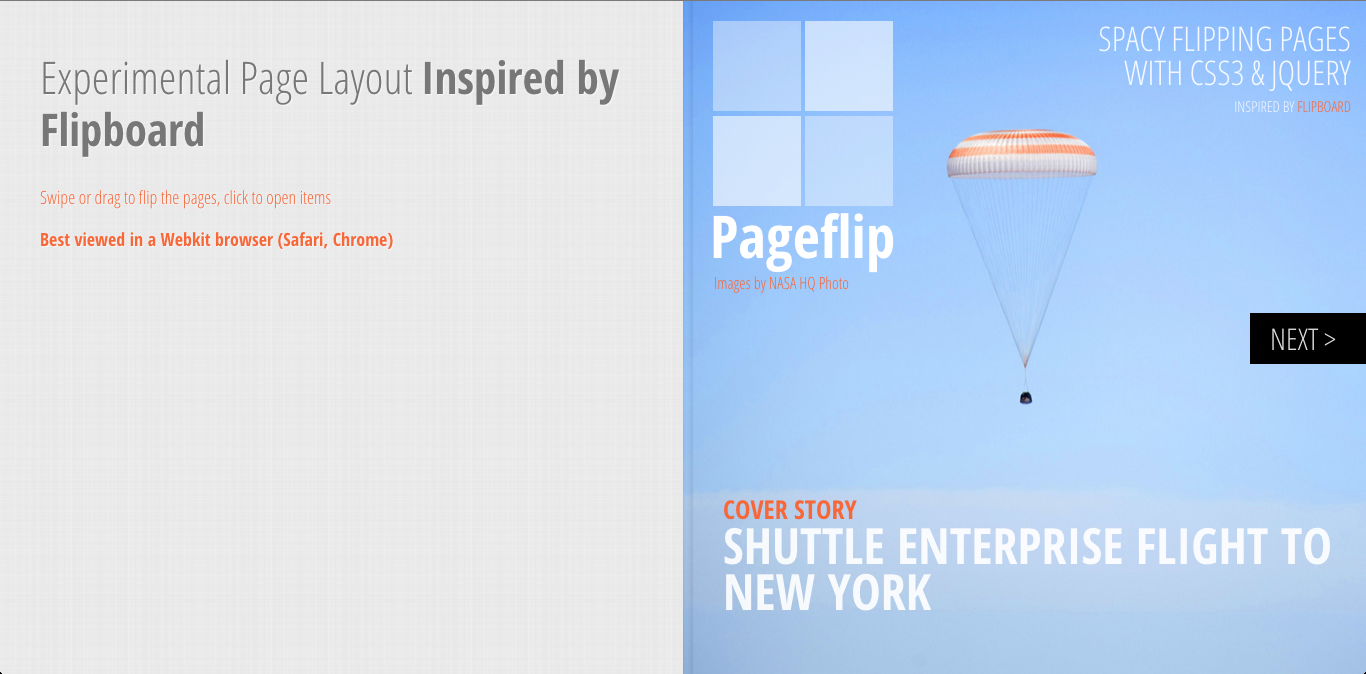 Experimental Page Layout Inspired by
Flipboard
Swipe or drag to flip the pages, click to open items
Best viewed in a Webkit browser (Safari, Chrome)
SPACY FLIPPING PAGES
WITH CSS3 & JQUERY
INSPIRED BY FLIPBOARD
Pageflip
Images by NASA HQ Photo
NEXT >
COVER STORY
SHUTTLE ENTERPRISE FLIGHT TO
NEW YORK